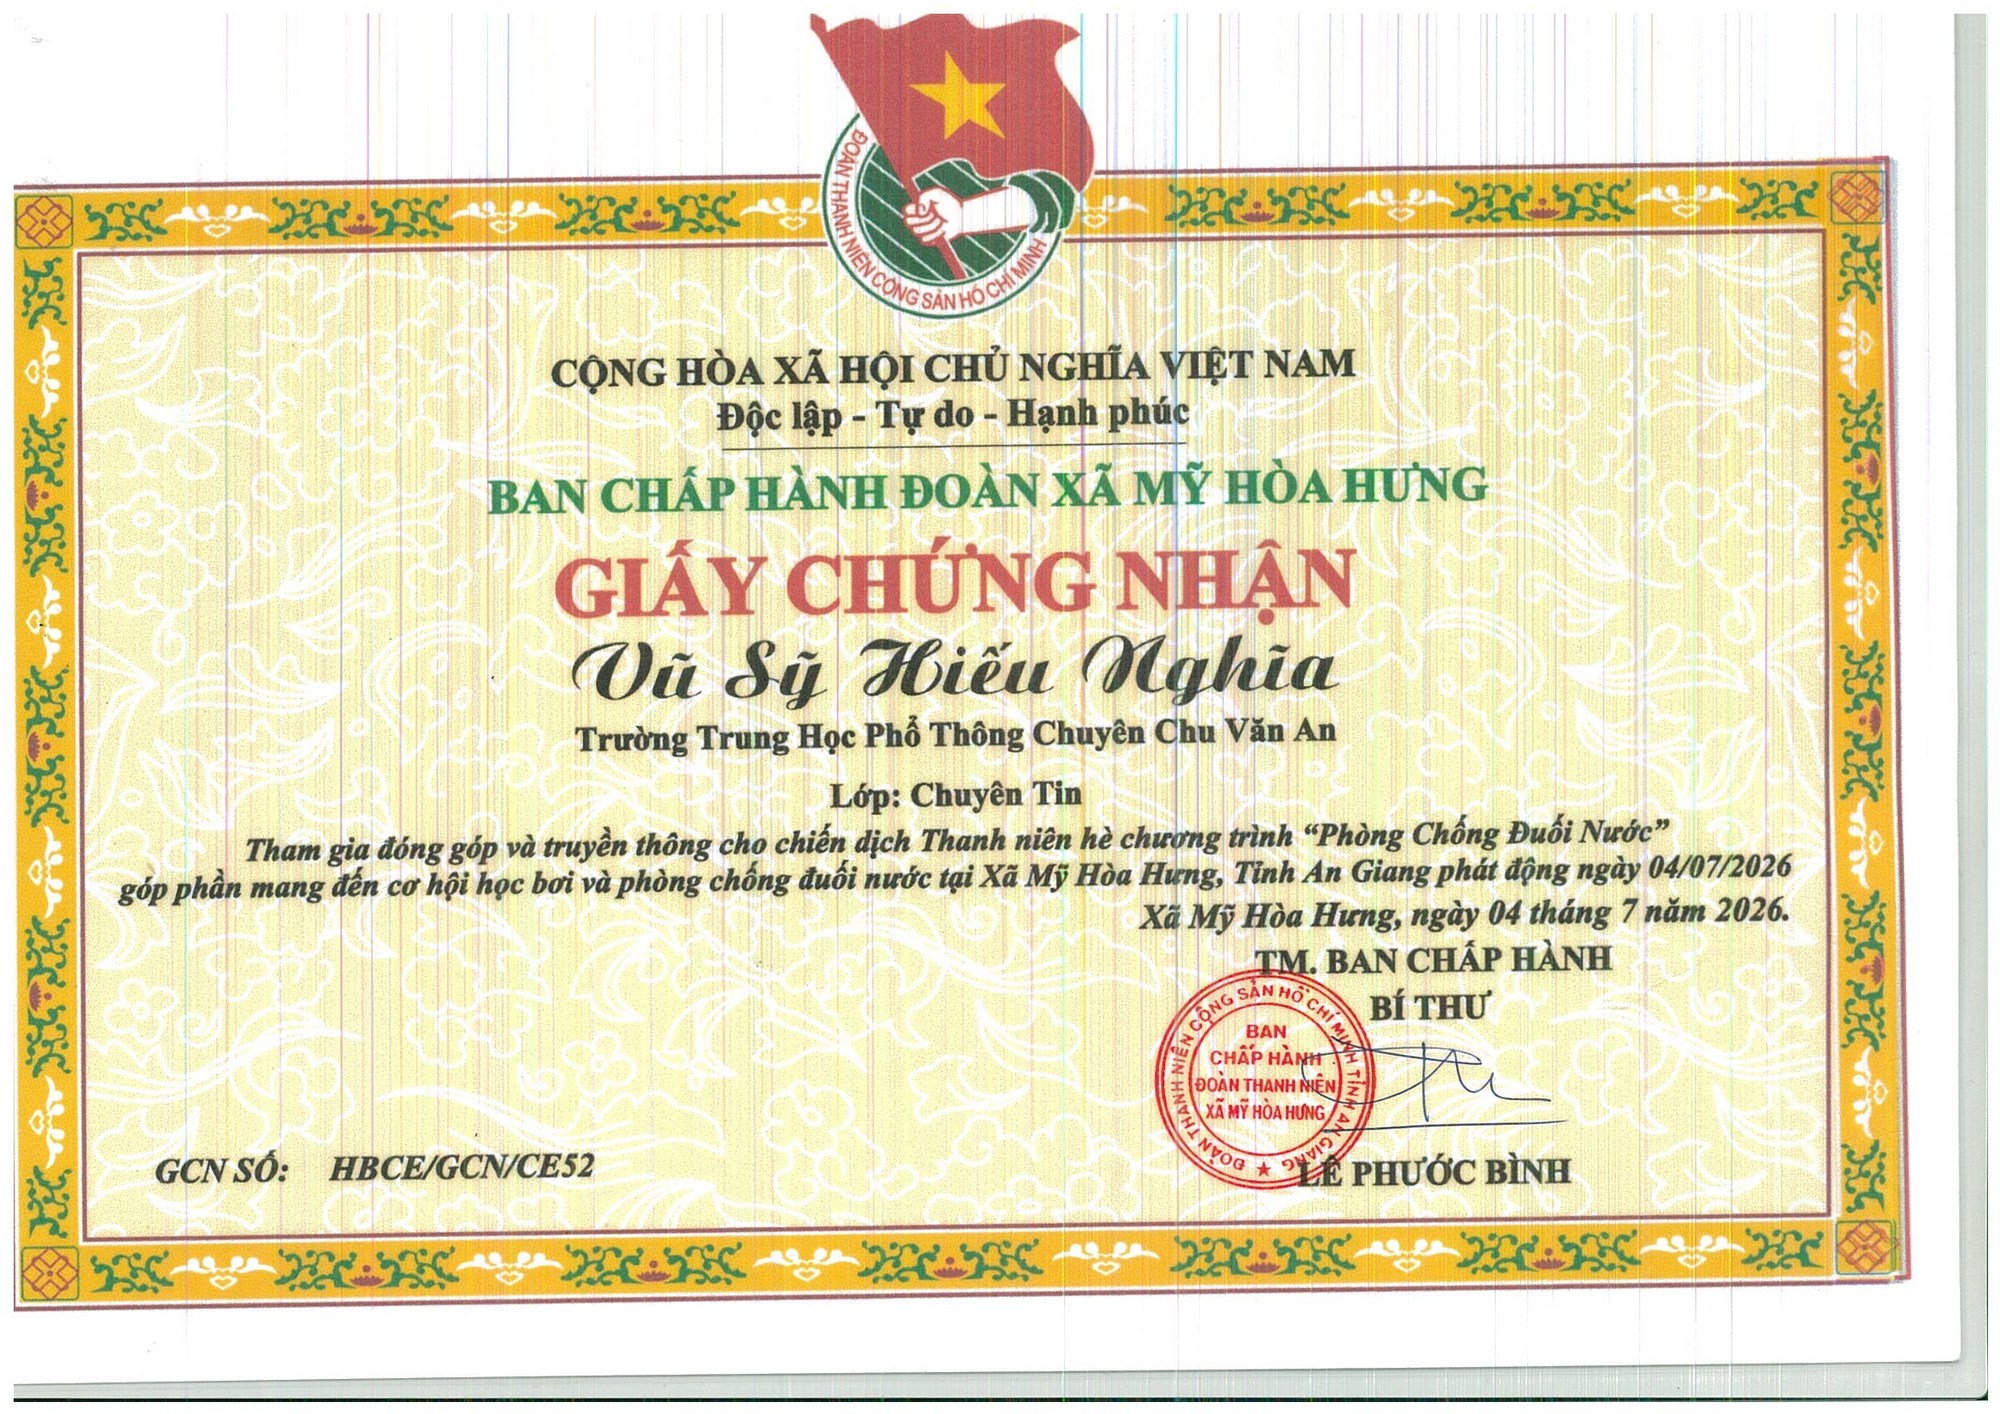 ĐOÀN THANH NIÊN CỘNG SẢN HỒ CHÍ MINH
CỘNG HÒA XÃ HỘI CHỦ NGHĨA VIỆT NAM
Độc lập - Tự do - Hạnh phúc
BAN CHẤP HÀNH ĐOÀN XÃ MỸ HÒA HƯNG
GIẤY CHỨNG NHẬN
Vũ Sỹ Hiếu Nghĩa
Trường Trung Học Phổ Thông Chuyên Chu Văn An
Lớp: Chuyên Tin
Tham gia đóng góp và truyền thông cho chiến dịch Thanh niên hè chương trình “Phòng Chống Đuối Nước”
góp phần mang đến cơ hội học bơi và phòng chống đuối nước tại Xã Mỹ Hòa Hưng, Tỉnh An Giang phát động ngày 04/07/2026
Xã Mỹ Hòa Hưng, ngày 04 tháng 7 năm 2026.
TM. BAN CHẤP HÀNH
BÍ THƯ
ĐOÀN THANH NIÊN CỘNG SẢN HỒ CHÍ MINH TỈNH AN GIANG
BAN
CHẤP HÀNH
ĐOÀN THANH NIÊN
XÃ MỸ HÒA HƯNG
LÊ PHƯỚC BÌNH
GCN SỐ: HBCE/GCN/CE52